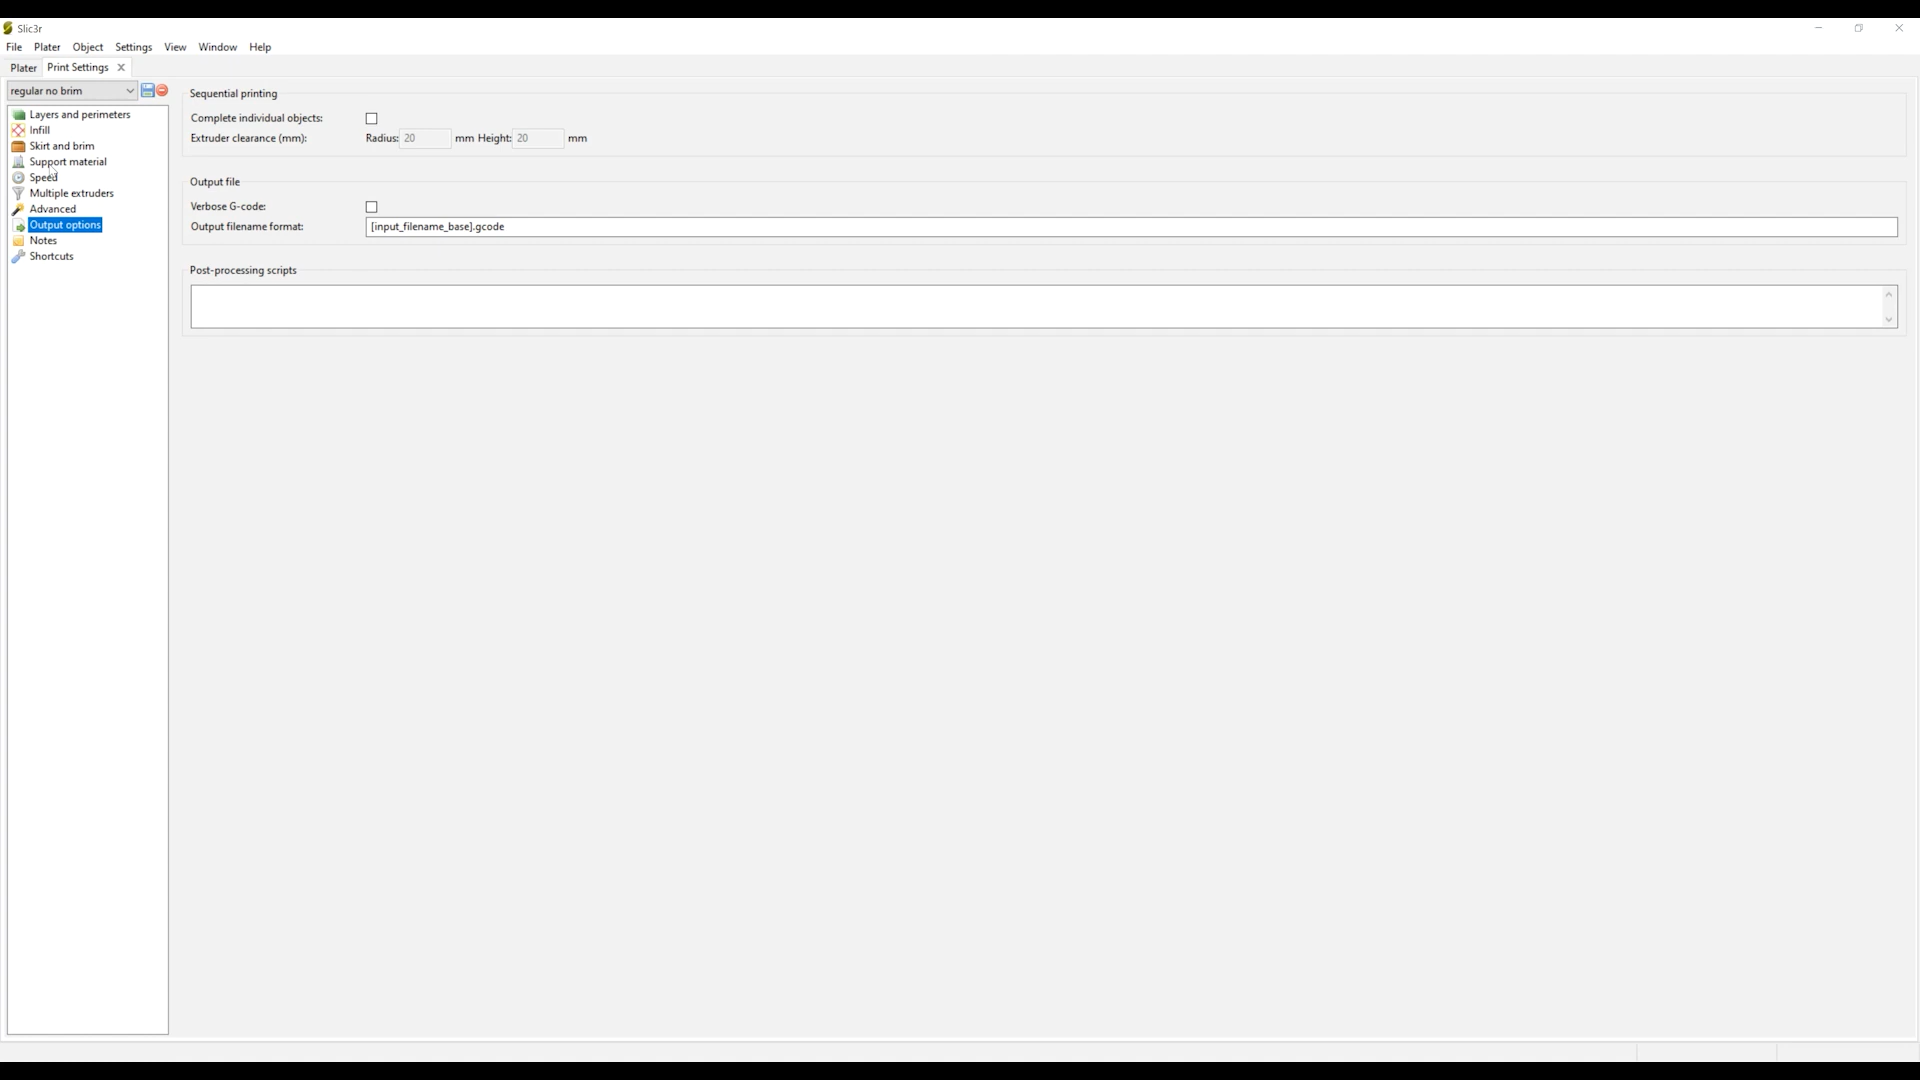 Slic3r
File Plater Object Settings View Window Help
Plater Print Settings
regular no brim
Layers and perimeters
Infill
Skirt and brim
Support material
Speed
Multiple extruders
Advanced
Output options
Notes
Shortcuts
Sequential printing
Complete individual objects:
Extruder clearance (mm): Radius: 20 mm Height: 20 mm
Output file
Verbose G-code:
Output filename format: [input_filename_base].gcode
Post-processing scripts